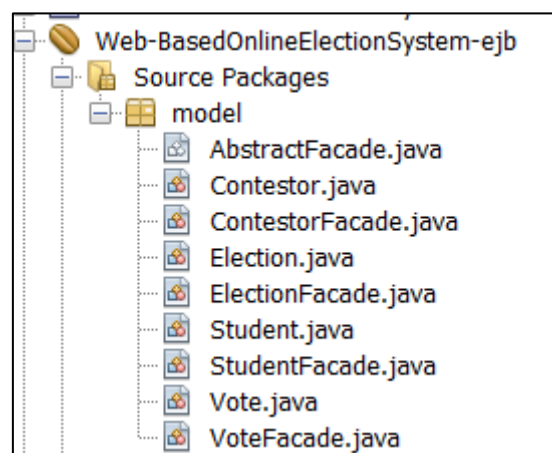 Web-BasedOnlineElectionSystem-ejb
Source Packages
model
AbstractFacade.java
Contestor.java
ContestorFacade.java
Election.java
ElectionFacade.java
Student.java
StudentFacade.java
Vote.java
VoteFacade.java